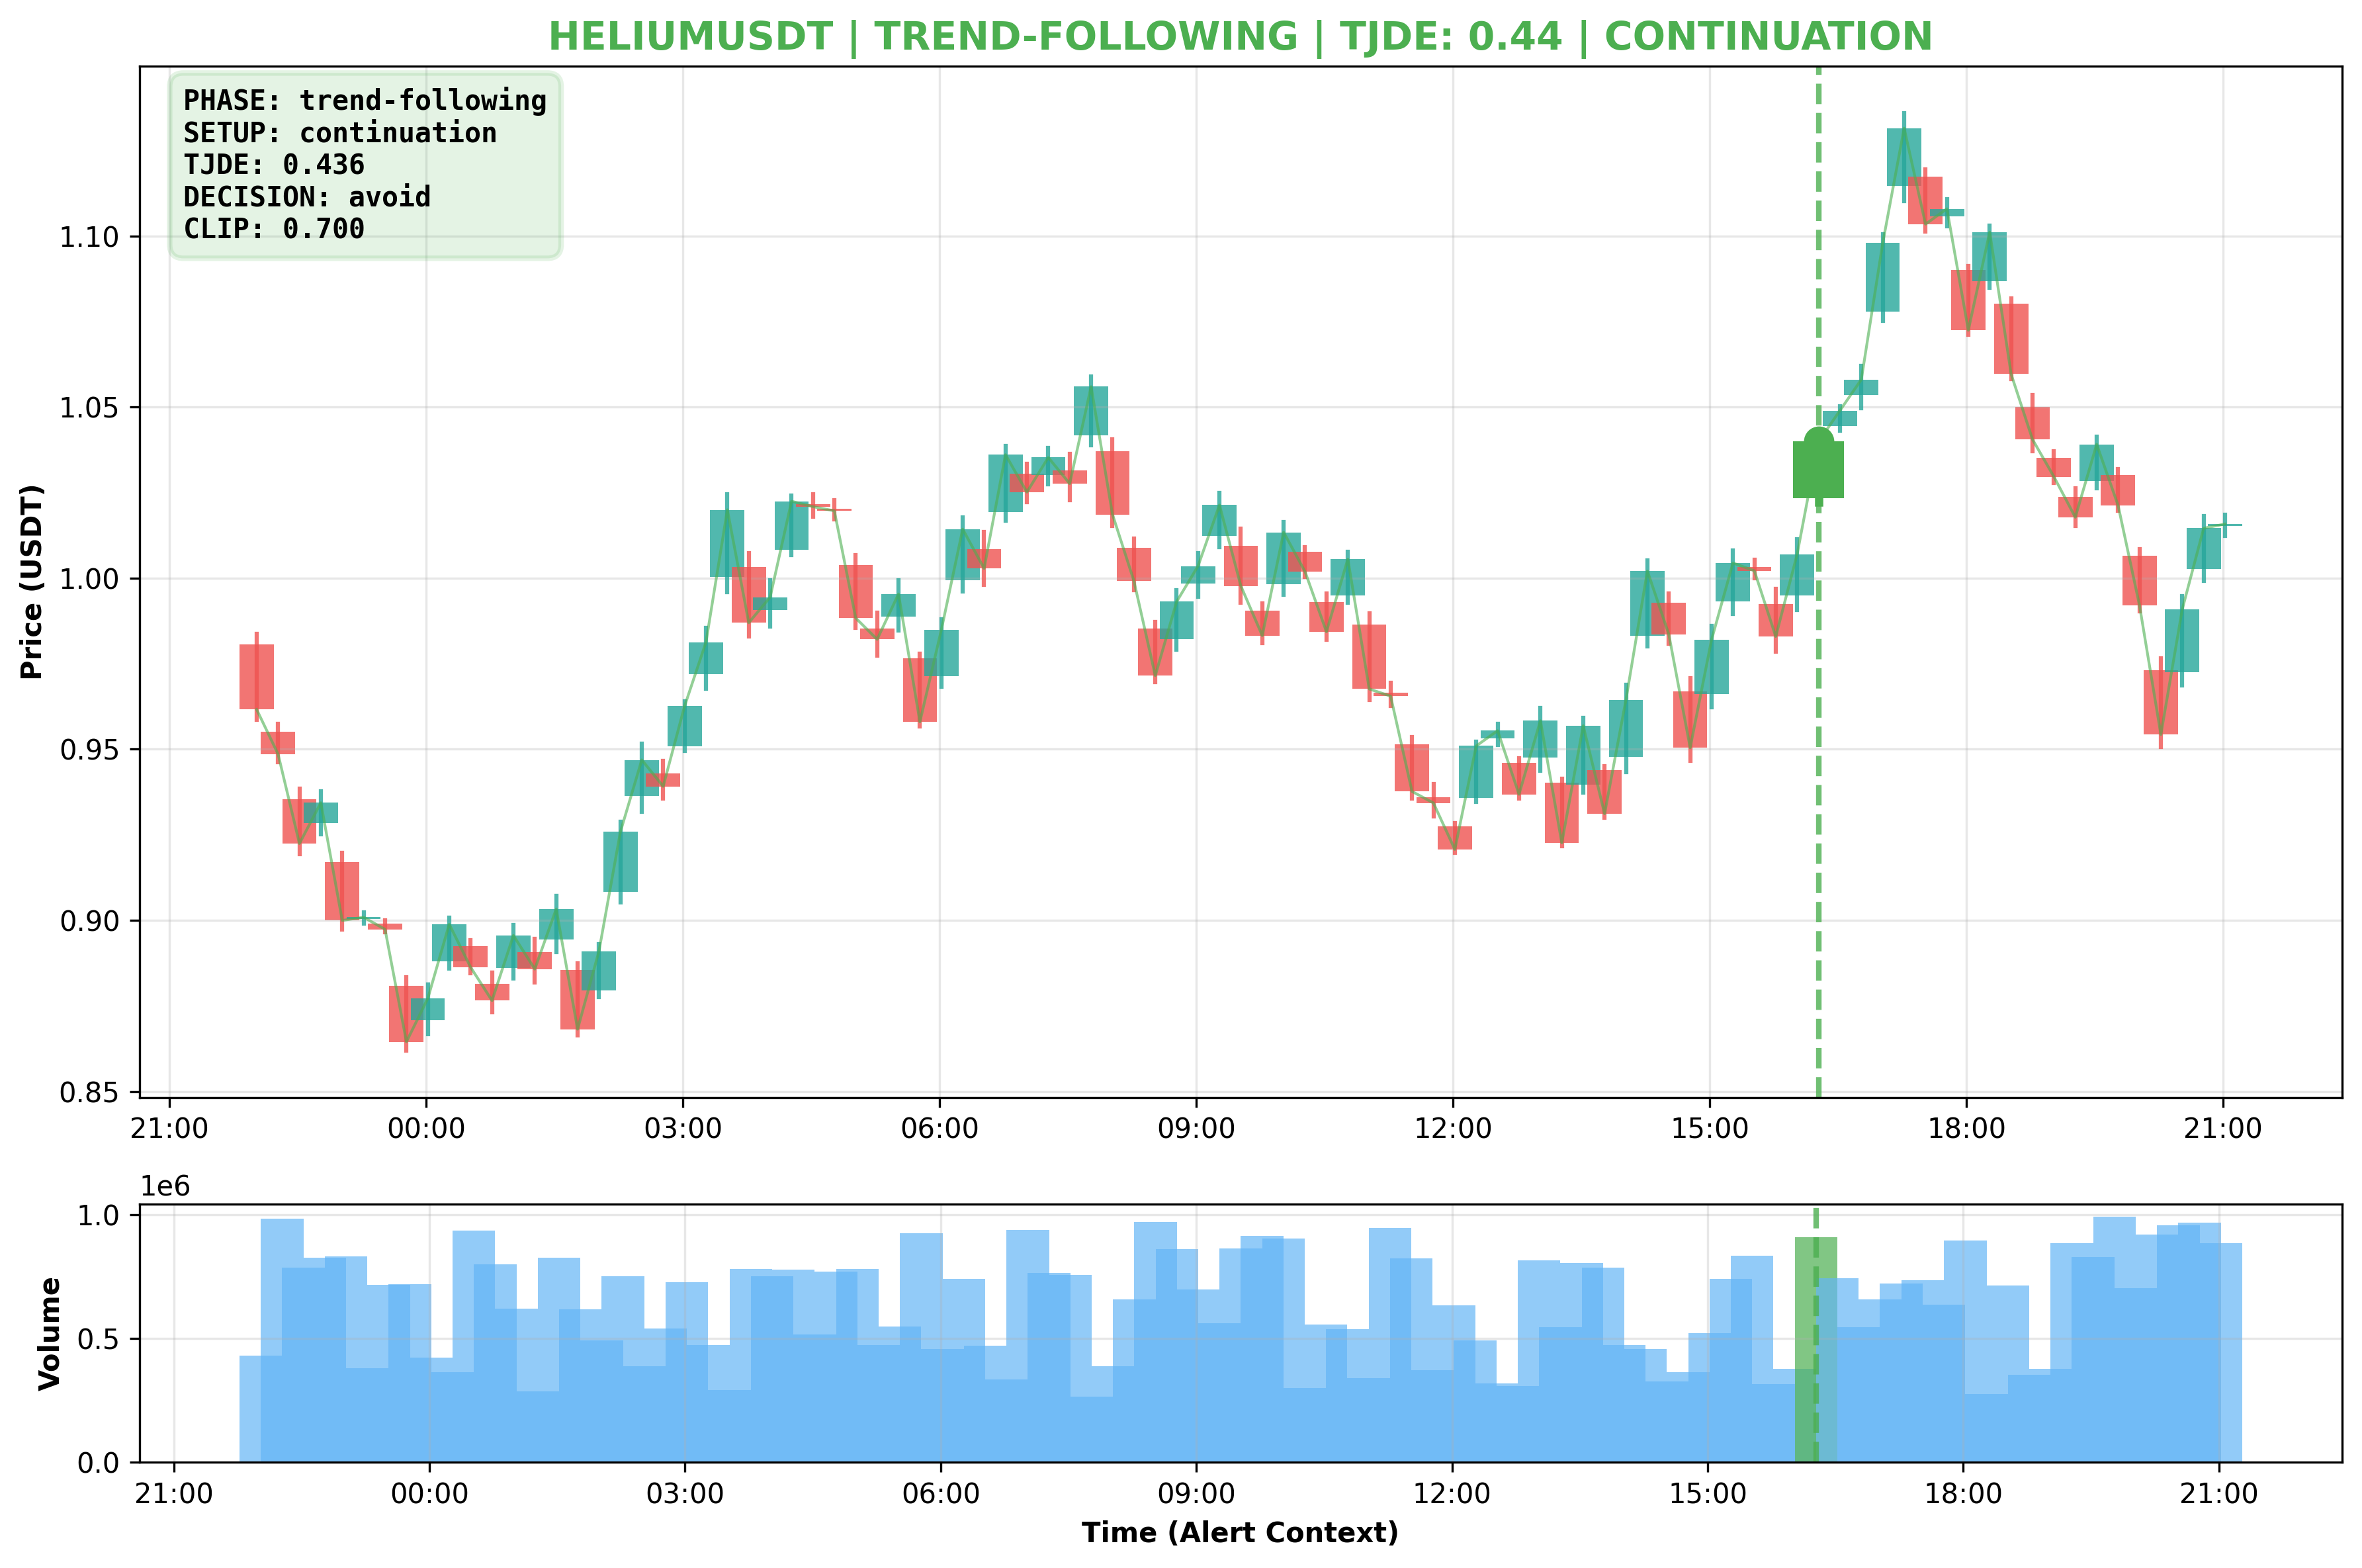 HELIUMUSDT | TREND-FOLLOWING | TJDE: 0.44 | CONTINUATION
PHASE: trend-following
SETUP: continuation
TJDE: 0.436
DECISION: avoid
CLIP: 0.700
Price (USDT)
1.10
1.05
1.00
0.95
0.90
0.85
21:00 00:00 03:00 06:00 09:00 12:00 15:00 18:00 21:00
1e6
Volume
1.0
0.5
0.0
21:00 00:00 03:00 06:00 09:00 12:00 15:00 18:00 21:00
Time (Alert Context)